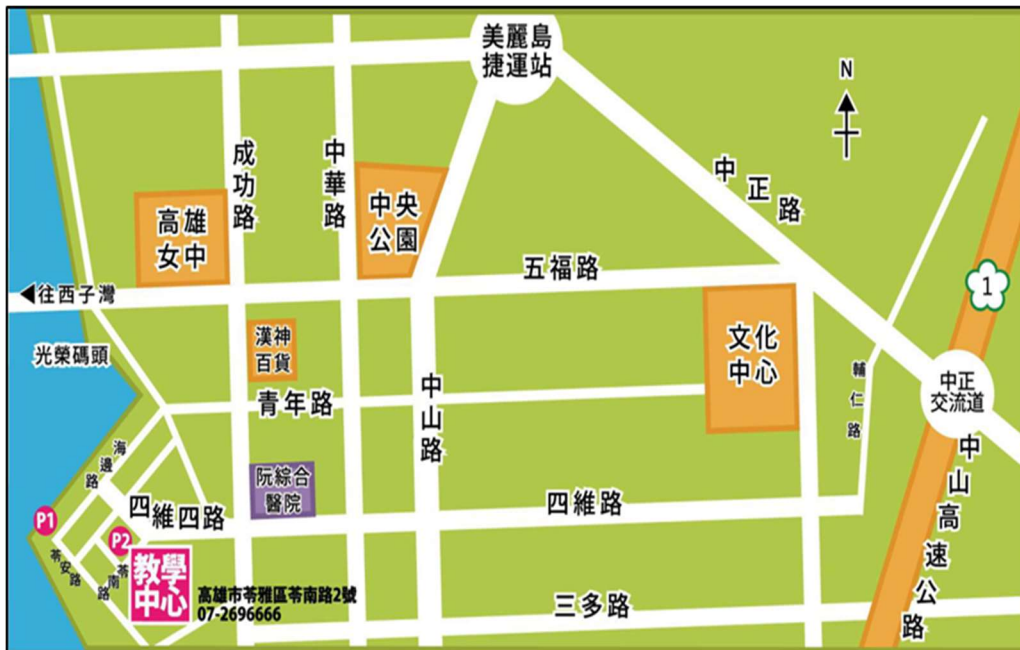 美麗島
捷運站
N
成功路
中華路
中央
公園
中正路
高雄
女中
五福路
1
往西子灣
漢神
百貨
文化
中心
光榮碼頭
青年路
中山路
輔仁路
中正
交流道
中山高速公路
海邊路
阮綜合
醫院
四維四路
四維路
P1
P2
苓安路
苓南路
教學
中心
高雄市苓雅區苓南路2號
07-2696666
三多路